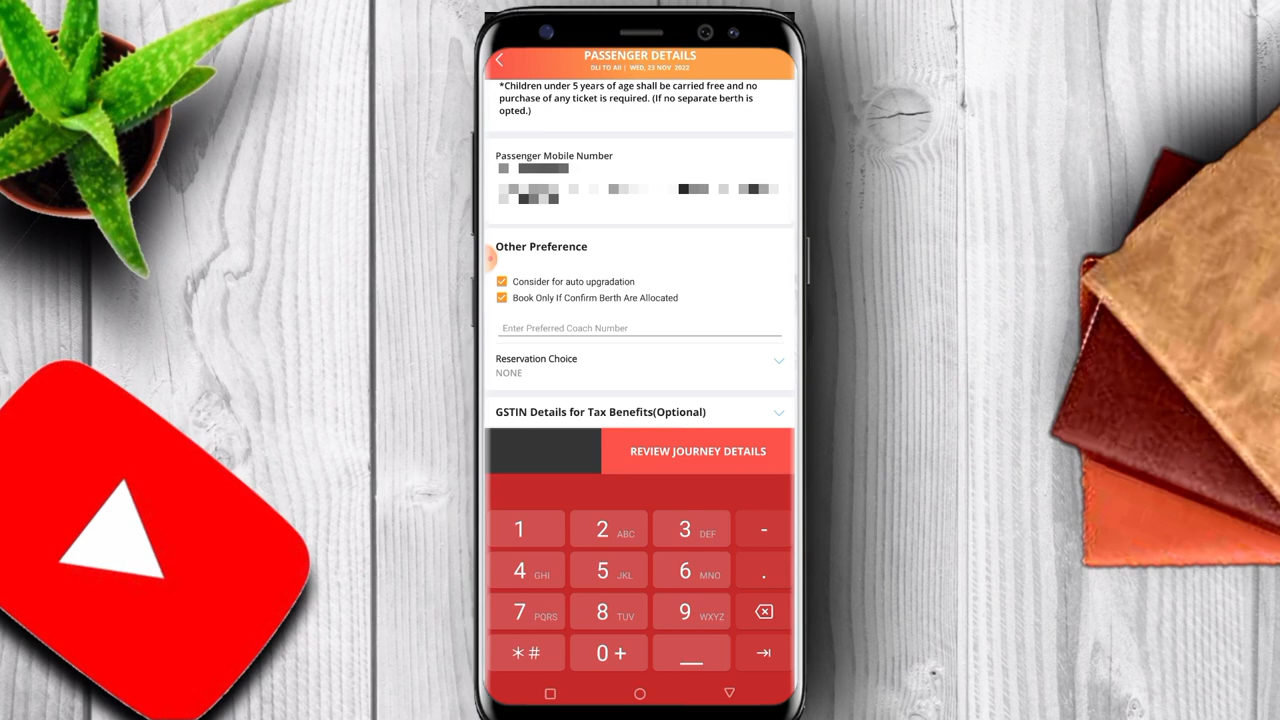 PASSENGER DETAILS
DLI TO AII | WED, 23 NOV 2022
*Children under 5 years of age shall be carried free and no
purchase of any ticket is required. (If no separate berth is
opted.)
Passenger Mobile Number
Other Preference
Consider for auto upgradation
Book Only If Confirm Berth Are Allocated
Enter Preferred Coach Number
Reservation Choice
NONE
GSTIN Details for Tax Benefits(Optional)
REVIEW JOURNEY DETAILS
1 2 ABC 3 DEF -
4 GHI 5 JKL 6 MNO .
7 PQRS 8 TUV 9 WXYZ
*# 0 + _